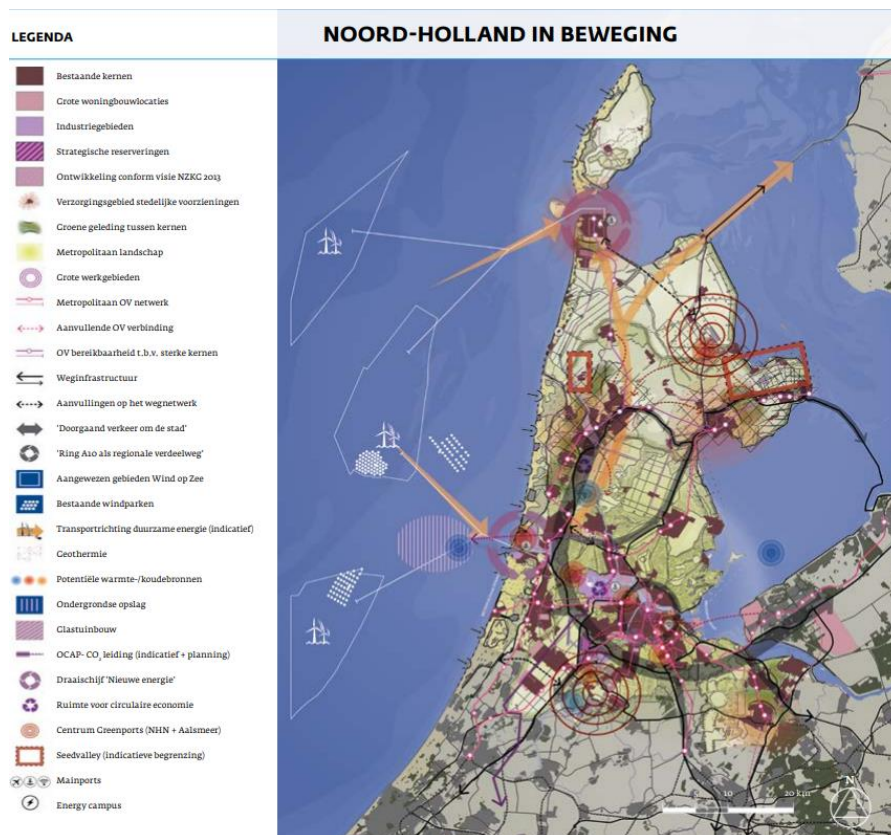 LEGENDA
NOORD-HOLLAND IN BEWEGING
Bestaande kernen
Grote woningbouwlocaties
Industriegebieden
Strategische reserveringen
Ontwikkeling conform visie NZKG 2013
Verzorgingsgebied stedelijke voorzieningen
Groene geleding tussen kernen
Metropolitaan landschap
Grote werkgebieden
Metropolitan OV netwerk
Aanvullende OV verbinding
OV bereikbaarheid t.b.v. sterke kernen
Weginfrastructuur
Aanvullingen op het wegnetwerk
'Doorgaand verkeer om de stad'
'Ring A10 als regionale verdeelweg'
Aangewezen gebieden Wind op Zee
Bestaande windparken
Transportrichting duurzame energie (indicatief)
Geothermie
Potentiële warmte-/koudebronnen
Ondergrondse opslag
Glastuinbouw
OCAP- CO₂ leiding (indicatief + planning)
Draaischijf 'Nieuwe energie'
Ruimte voor circulaire economie
Centrum Greenports (NHN + Aalsmeer)
Seedvalley (indicatieve begrenzing)
Mainports
Energy campus
10
20 km
N